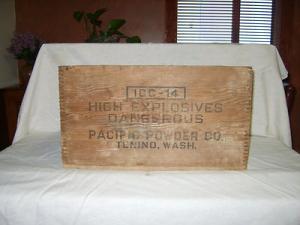 ICC-14
HIGH EXPLOSIVES
DANGEROUS
PACIFIC POWDER CO.
TENINO, WASH.